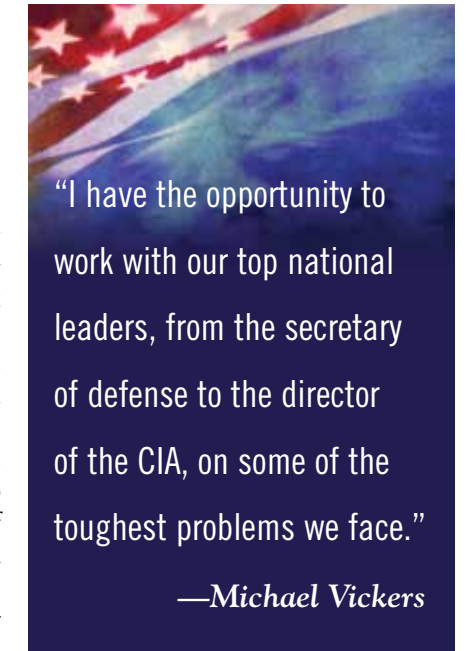 “I have the opportunity to
work with our top national
leaders, from the secretary
of defense to the director
of the CIA, on some of the
toughest problems we face.”
—Michael Vickers